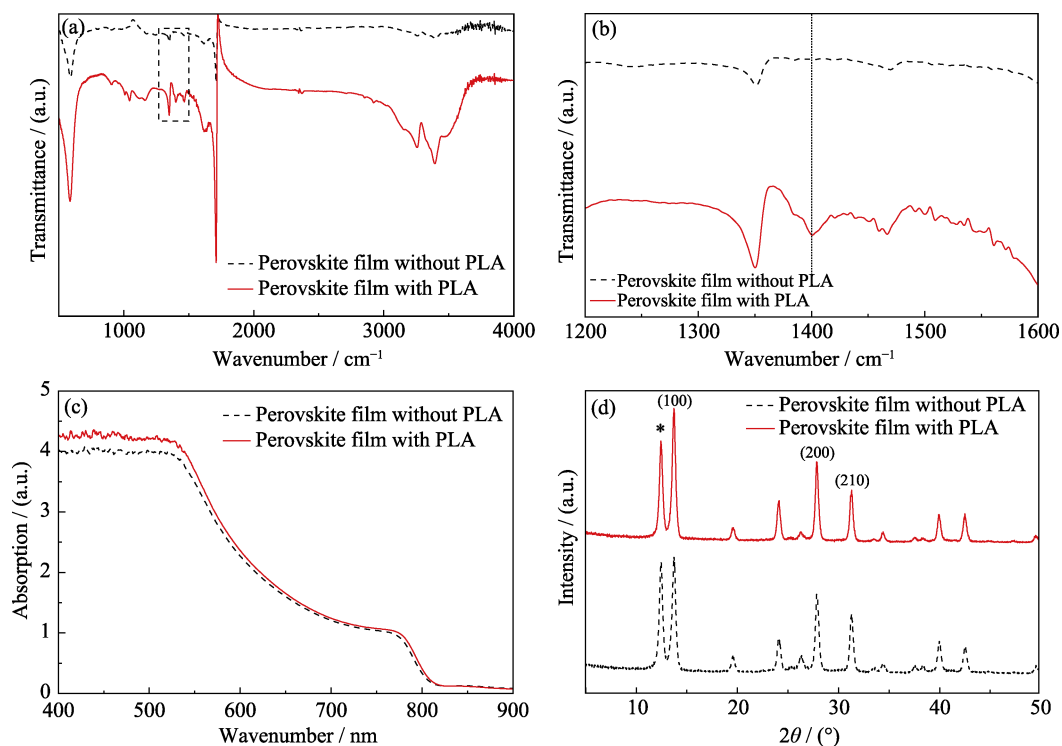 (a)
Transmittance / (a.u.)
Perovskite film without PLA
Perovskite film with PLA
1000 2000 3000 4000
Wavenumber / cm⁻¹
(b)
Transmittance / (a.u.)
Perovskite film without PLA
Perovskite film with PLA
1200 1300 1400 1500 1600
Wavenumber / cm⁻¹
(c)
5
4
3
2
1
0
Absorption / (a.u.)
Perovskite film without PLA
Perovskite film with PLA
400 500 600 700 800 900
Wavenumber / nm
(d)
Intensity / (a.u.)
Perovskite film without PLA
Perovskite film with PLA
(100)
*
(200)
(210)
10 20 30 40 50
2θ / (°)